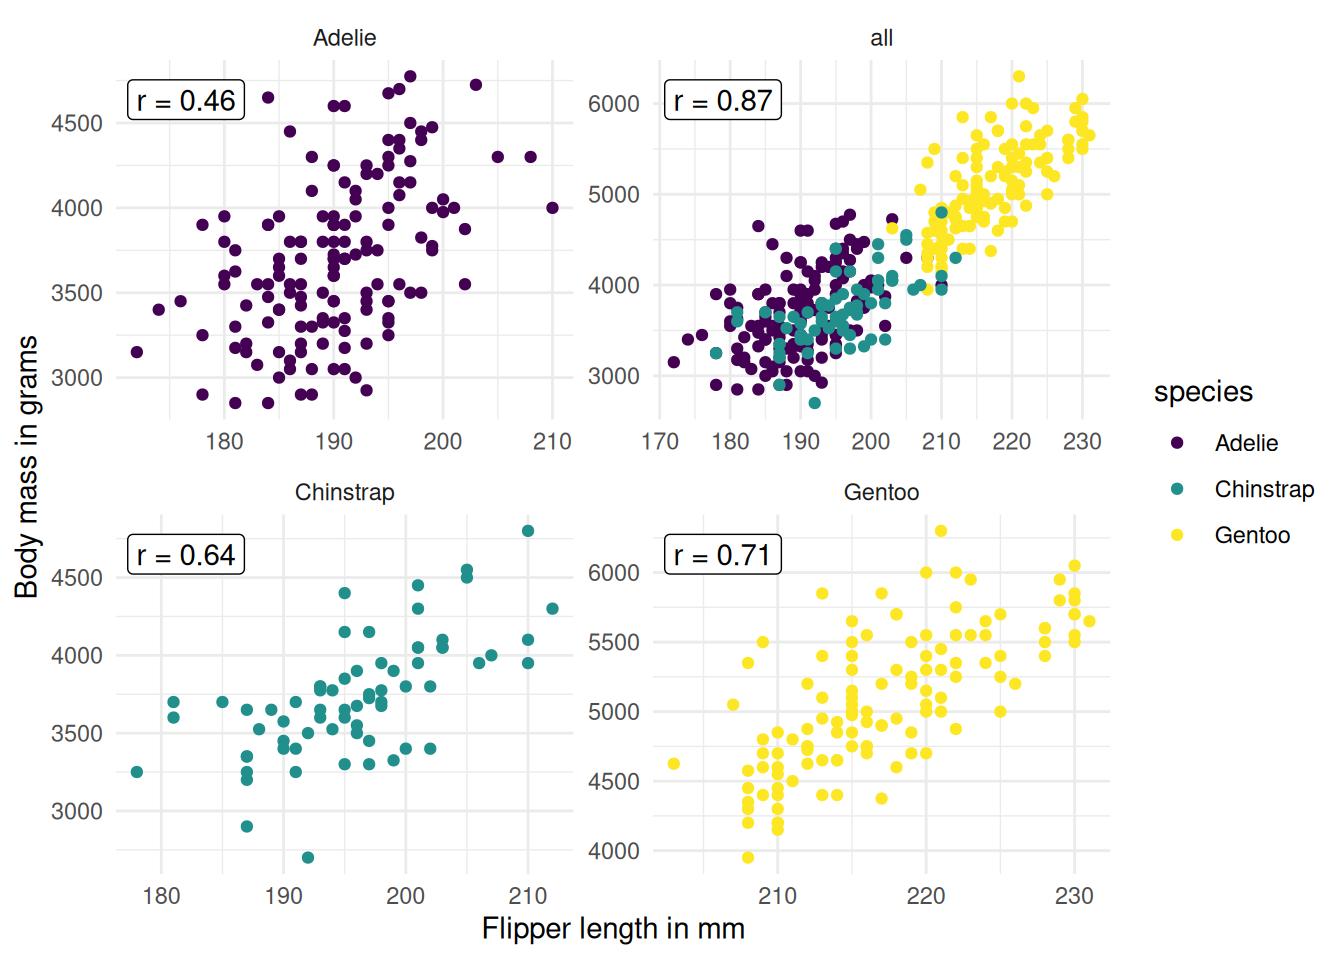 Adelie
all
r = 0.46
r = 0.87
4500
4000
3500
3000
6000
5000
4000
3000
180 190 200 210
170 180 190 200 210 220 230
Chinstrap
Gentoo
r = 0.64
r = 0.71
4500
4000
3500
3000
6000
5500
5000
4500
4000
180 190 200 210
210 220 230
Flipper length in mm
Body mass in grams
species
Adelie
Chinstrap
Gentoo